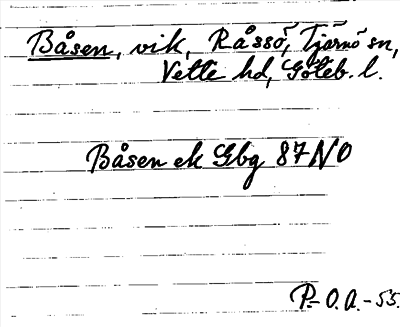 Båsen, vik, Råssö, Tjärnö sn,
Vette hd, Göteb. l.
Båsen ek Gbg 87 NO
P.-O.A.-55.